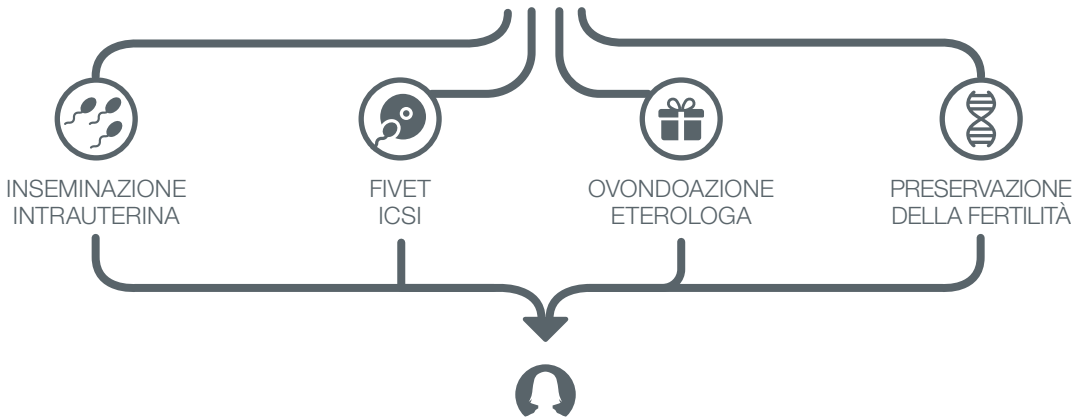 INSEMINAZIONE
INTRAUTERINA
FIVET
ICSI
OVONDOAZIONE
ETEROLOGA
PRESERVAZIONE
DELLA FERTILITÀ